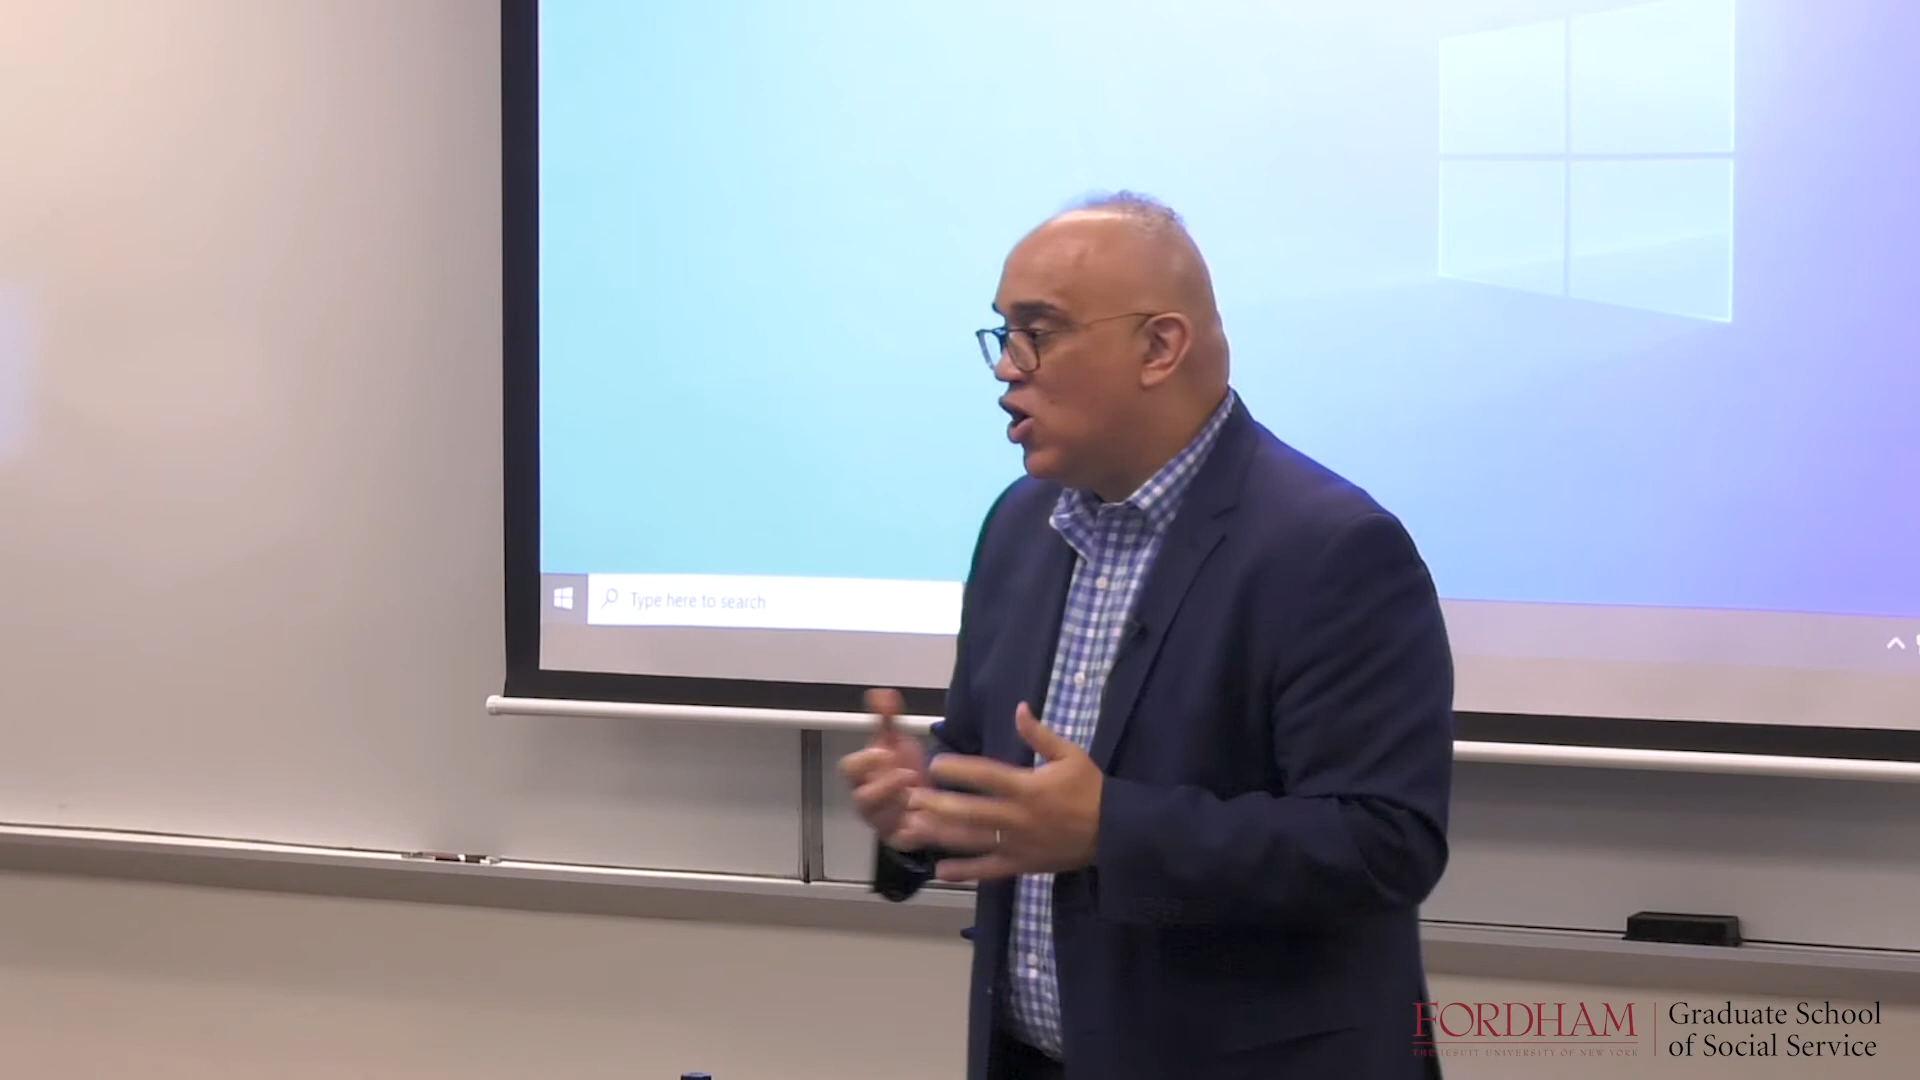 Type here to search
FORDHAM
THE JESUIT UNIVERSITY OF NEW YORK
Graduate School
of Social Service